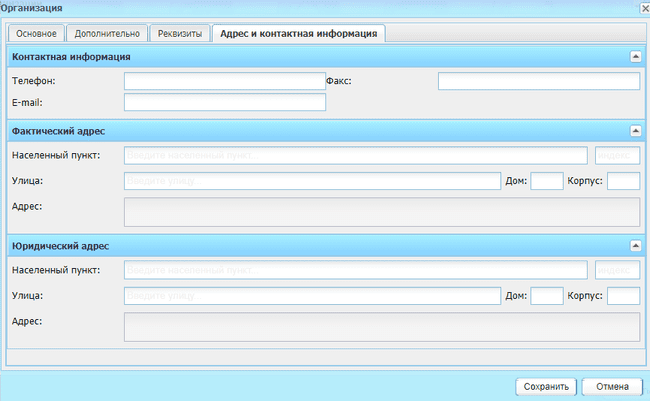 Организация
Основное Дополнительно Реквизиты Адрес и контактная информация
Контактная информация
Телефон: Факс:
E-mail:
Фактический адрес
Населенный пункт: Введите населенный пункт... индекс
Улица: Введите улицу... Дом: Корпус:
Адрес:
Юридический адрес
Населенный пункт: Введите населенный пункт... индекс
Улица: Введите улицу... Дом: Корпус:
Адрес:
Сохранить Отмена